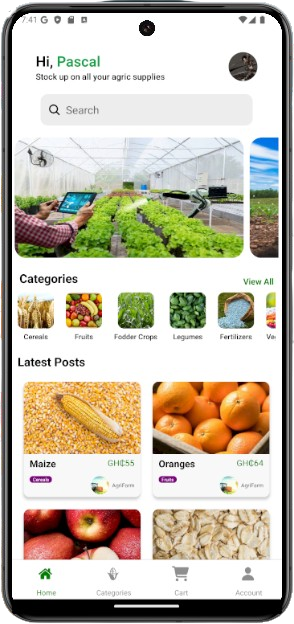 7:41
Hi, Pascal
Stock up on all your agric supplies
Search
Categories
View All
Cereals
Fruits
Fodder Crops
Legumes
Fertilizers
Latest Posts
Maize
GH₵55
Cereals
AgriFarm
Oranges
GH₵64
Fruits
AgriFarm
Home
Categories
Cart
Account